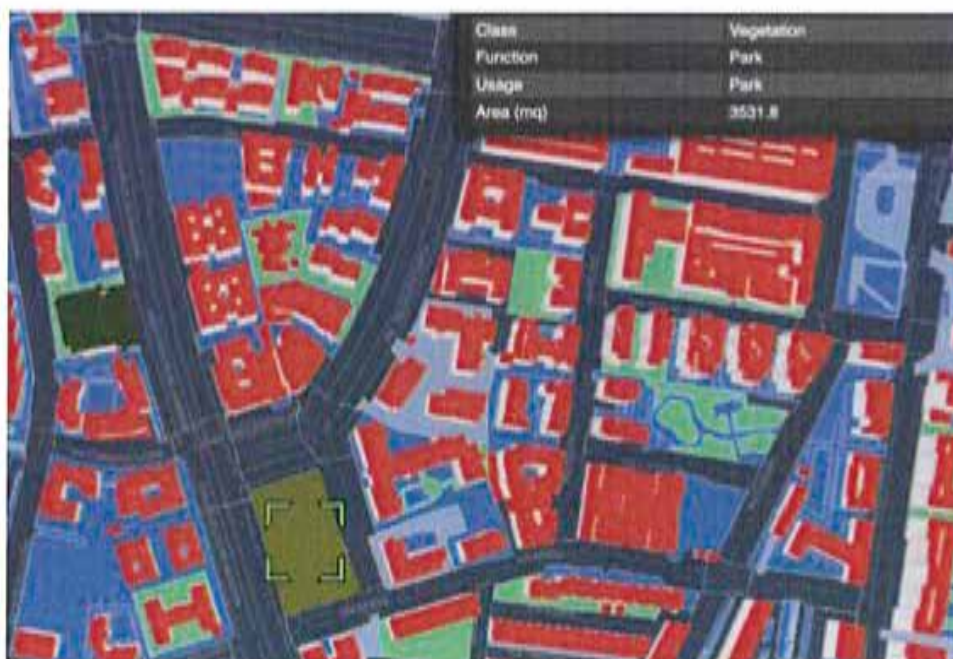 Class Vegetation
Function Park
Usage Park
Area (mq) 3531.8